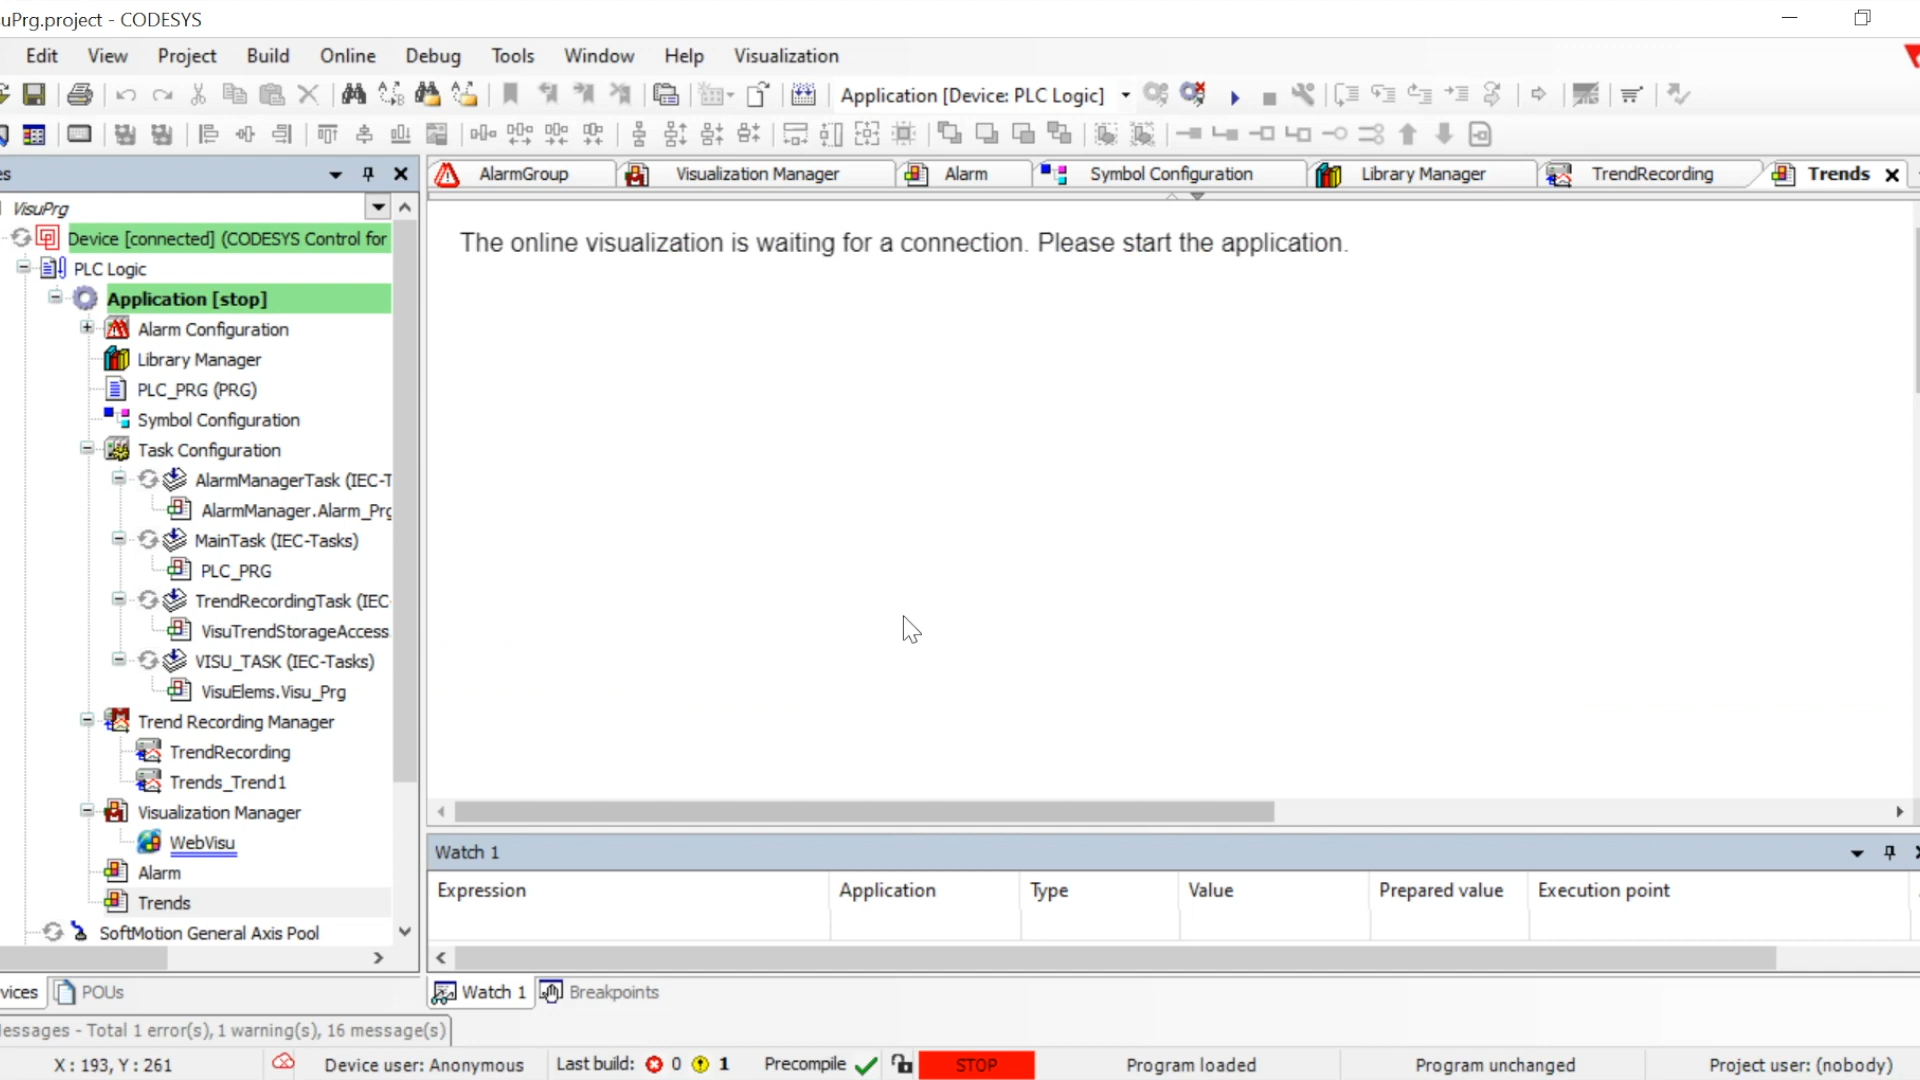 uPrg.project - CODESYS
Edit View Project Build Online Debug Tools Window Help Visualization
Application [Device: PLC Logic]
es
AlarmGroup Visualization Manager Alarm Symbol Configuration Library Manager TrendRecording Trends
VisuPrg
Device [connected] (CODESYS Control for
PLC Logic
Application [stop]
Alarm Configuration
Library Manager
PLC_PRG (PRG)
Symbol Configuration
Task Configuration
AlarmManagerTask (IEC-T
AlarmManager.Alarm_Prg
MainTask (IEC-Tasks)
PLC_PRG
TrendRecordingTask (IEC
VisuTrendStorageAccess
VISU_TASK (IEC-Tasks)
VisuElems.Visu_Prg
Trend Recording Manager
TrendRecording
Trends_Trend1
Visualization Manager
WebVisu
Alarm
Trends
SoftMotion General Axis Pool
The online visualization is waiting for a connection. Please start the application.
Watch 1
Expression Application Type Value Prepared value Execution point
vices POUs
Watch 1 Breakpoints
essages - Total 1 error(s), 1 warning(s), 16 message(s)
X: 193, Y: 261 Device user: Anonymous Last build: 0 1 Precompile STOP Program loaded Program unchanged Project user: (nobody)